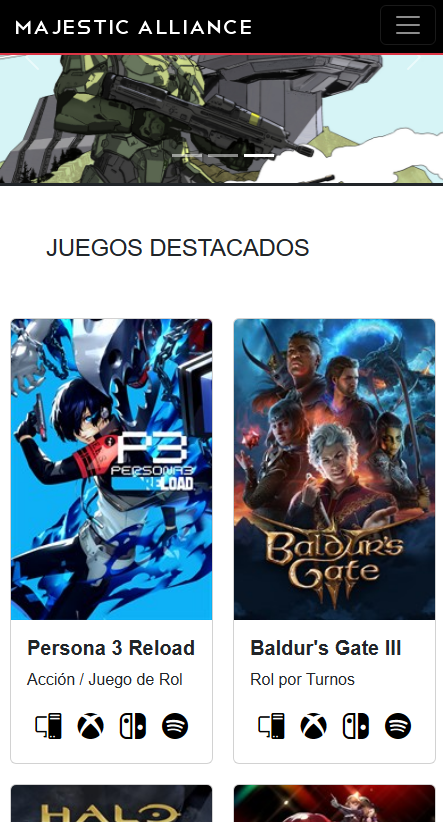 MAJESTIC ALLIANCE
JUEGOS DESTACADOS
P3
PERSONA3
RELOAD
BALDUR'S
GATE
III
Persona 3 Reload
Acción / Juego de Rol
Baldur's Gate III
Rol por Turnos
HALO